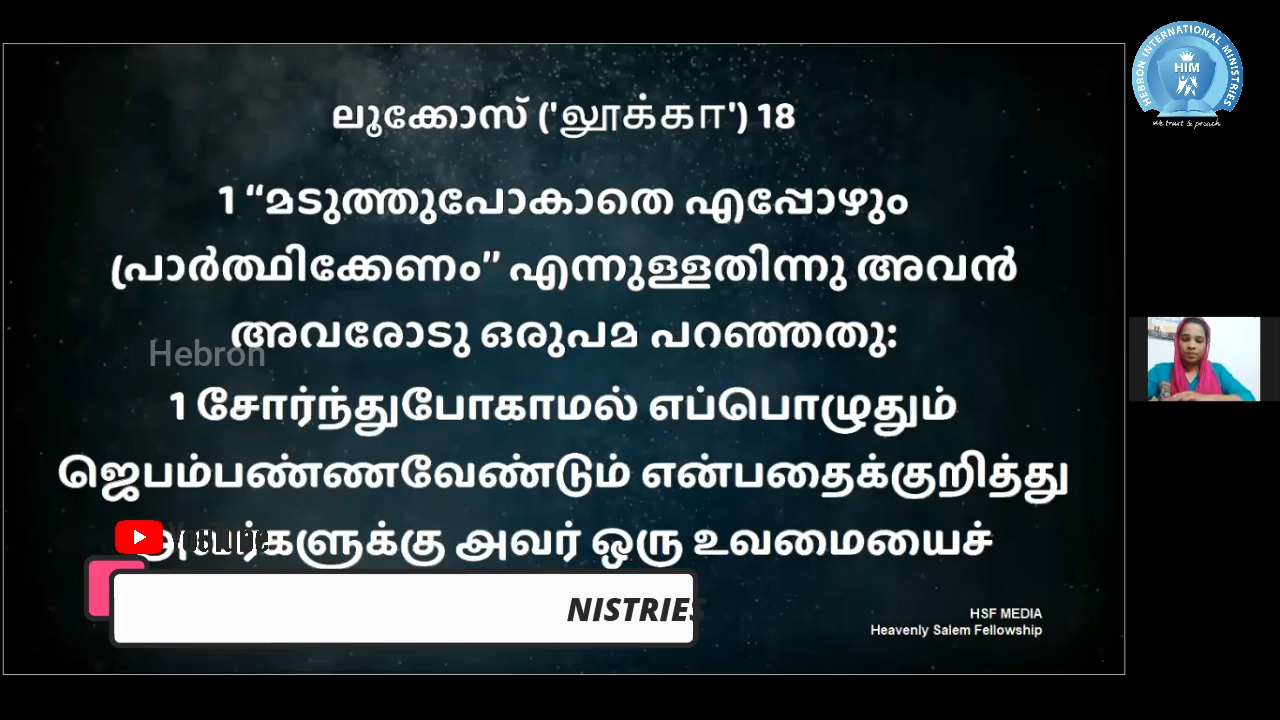 ലൂക്കോസ് ('லூக்கா') 18
1 “മടുത്തുപോകാതെ എപ്പോഴും
പ്രാർത്ഥിക്കേണം” എന്നുള്ളതിന്നു അവൻ
അവരോടു ഒരുപമ പറഞ്ഞതു:
Hebron
1 சோர்ந்துபோகாமல் எப்பொழுதும்
ஜெபம்பண்ணவேண்டும் என்பதைக்குறித்து
அவர்களுக்கு அவர் ஒரு உவமையைச்
YouTube
NISTRIES
HSF MEDIA
Heavenly Salem Fellowship
HEBRON INTERNATIONAL MINISTRIES
HIM
We trust & preach